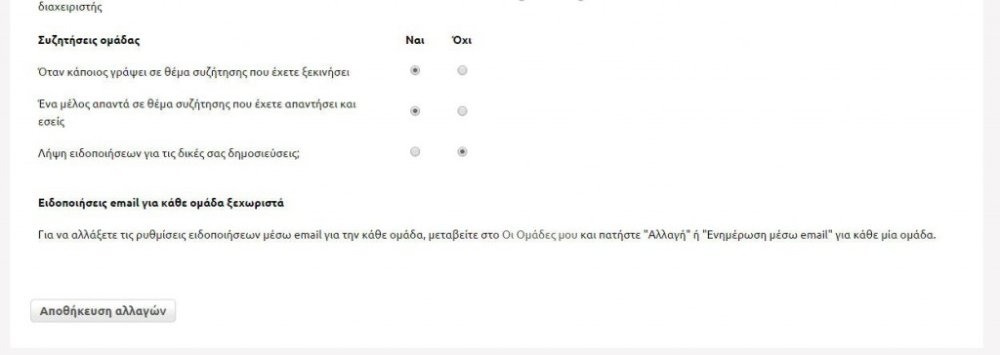 διαχειριστής
Συζητήσεις ομάδας Ναι Όχι
Όταν κάποιος γράψει σε θέμα συζήτησης που έχετε ξεκινήσει
Ένα μέλος απαντά σε θέμα συζήτησης που έχετε απαντήσει και
εσείς
Λήψη ειδοποιήσεων για τις δικές σας δημοσιεύσεις;
Ειδοποιήσεις email για κάθε ομάδα ξεχωριστά
Για να αλλάξετε τις ρυθμίσεις ειδοποιήσεων μέσω email για την κάθε ομάδα, μεταβείτε στο Οι Ομάδες μου και πατήστε "Αλλαγή" ή "Ενημέρωση μέσω email" για κάθε μία ομάδα.
Αποθήκευση αλλαγών